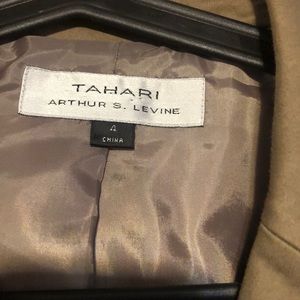 TAHARI
ARTHUR S. LEVINE
4
CHINA